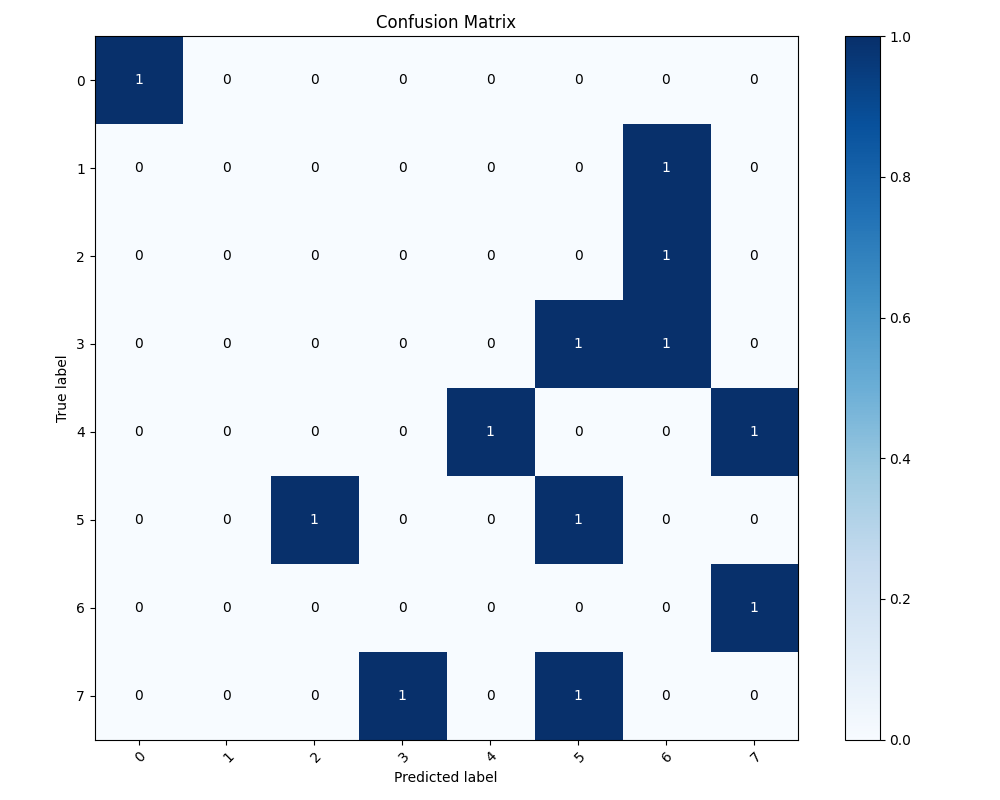 Confusion Matrix
0 1 0 0 0 0 0 0 0
1 0 0 0 0 0 0 1 0
2 0 0 0 0 0 0 1 0
3 0 0 0 0 0 1 1 0
4 0 0 0 0 1 0 0 1
5 0 0 1 0 0 1 0 0
6 0 0 0 0 0 0 0 1
7 0 0 0 1 0 1 0 0
0 1 2 3 4 5 6 7
True label
Predicted label
1.0
0.8
0.6
0.4
0.2
0.0